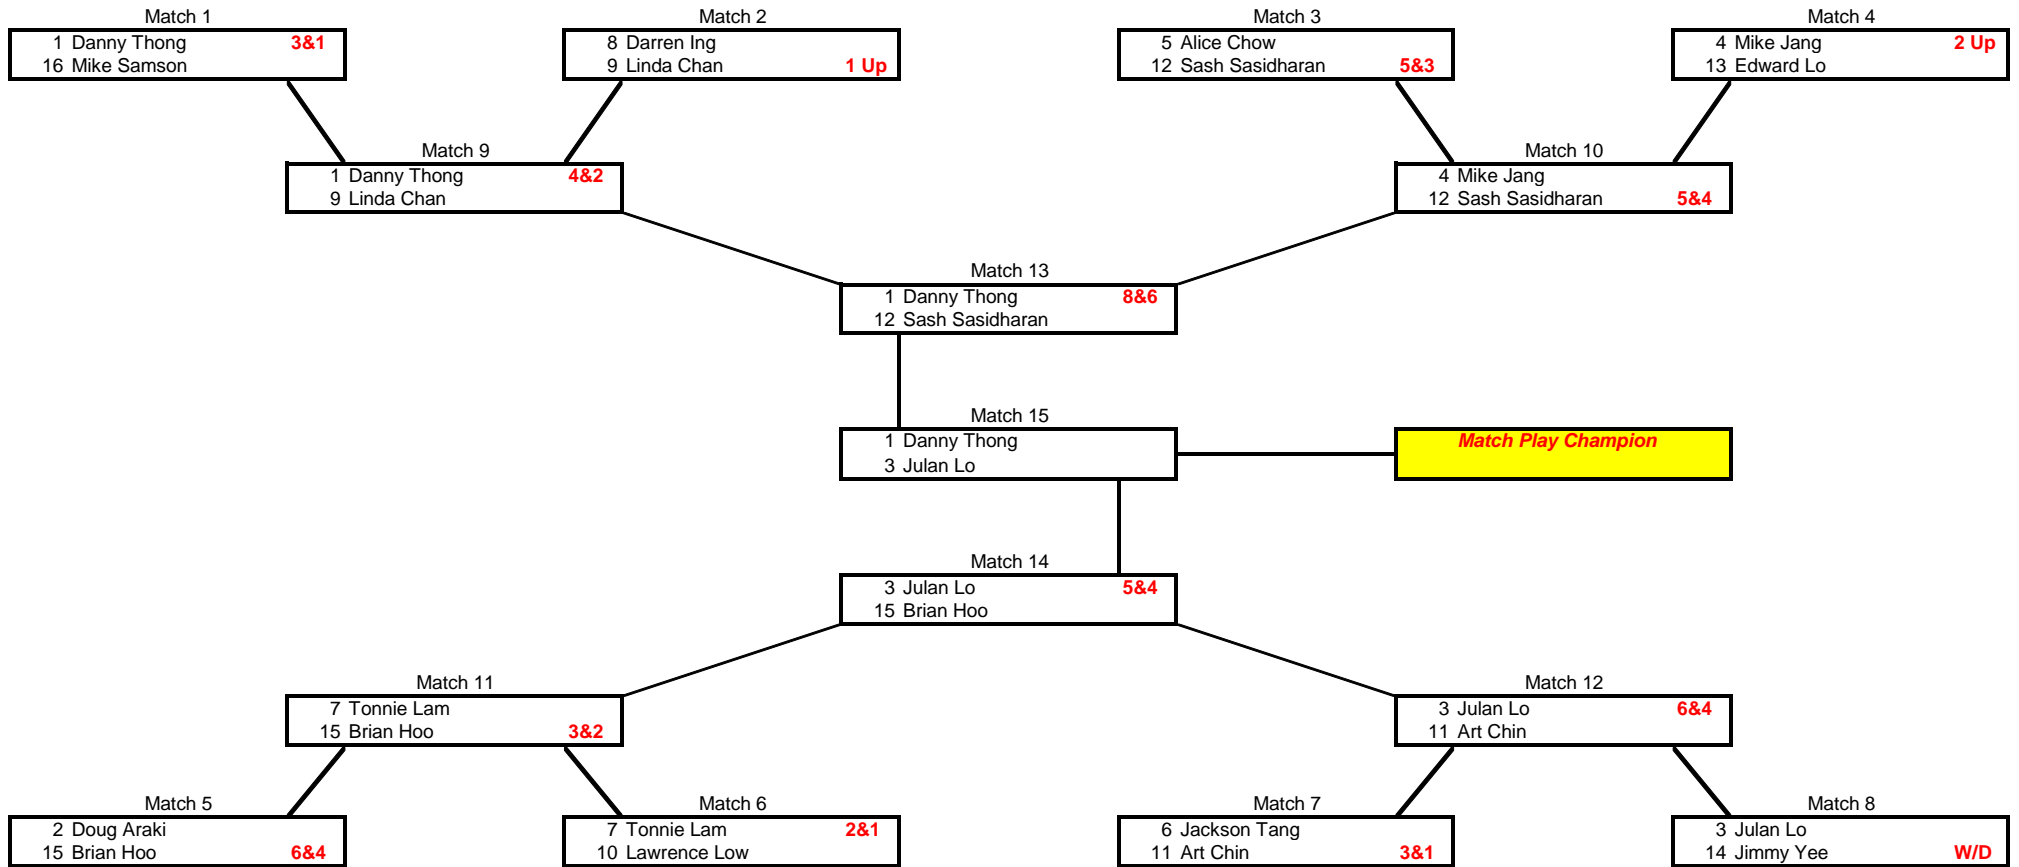 Match 1
1 Danny Thong 3&1
16 Mike Samson
Match 2
8 Darren Ing
9 Linda Chan 1 Up
Match 3
5 Alice Chow
12 Sash Sasidharan 5&3
Match 4
4 Mike Jang 2 Up
13 Edward Lo
Match 9
1 Danny Thong 4&2
9 Linda Chan
Match 10
4 Mike Jang
12 Sash Sasidharan 5&4
Match 13
1 Danny Thong 8&6
12 Sash Sasidharan
Match 15
1 Danny Thong
3 Julan Lo
Match Play Champion
Match 14
3 Julan Lo 5&4
15 Brian Hoo
Match 11
7 Tonnie Lam
15 Brian Hoo 3&2
Match 12
3 Julan Lo 6&4
11 Art Chin
Match 5
2 Doug Araki
15 Brian Hoo 6&4
Match 6
7 Tonnie Lam 2&1
10 Lawrence Low
Match 7
6 Jackson Tang
11 Art Chin 3&1
Match 8
3 Julan Lo
14 Jimmy Yee W/D